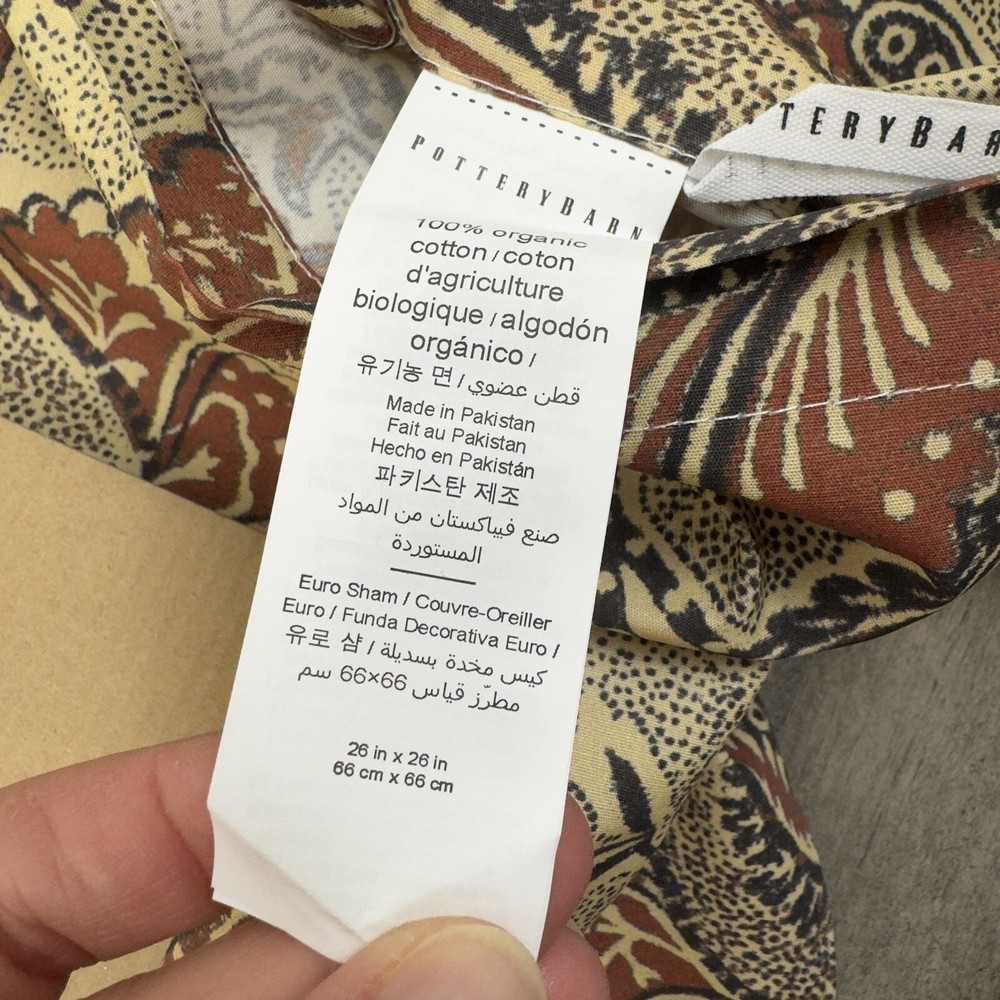 POTTERYBARN
TERYBAR
100% organic
cotton / coton
d'agriculture
biologique / algodón
orgánico /
유기농 면 / قطن عضوي
Made in Pakistan
Fait au Pakistan
Hecho en Pakistán
파키스탄 제조
صنع فيباكستان من المواد
المستوردة
Euro Sham / Couvre-Oreiller
Euro / Funda Decorativa Euro /
유로 샴 / كيس مخدة بسديلة
مطرّز قياس 66×66 سم
26 in x 26 in
66 cm x 66 cm